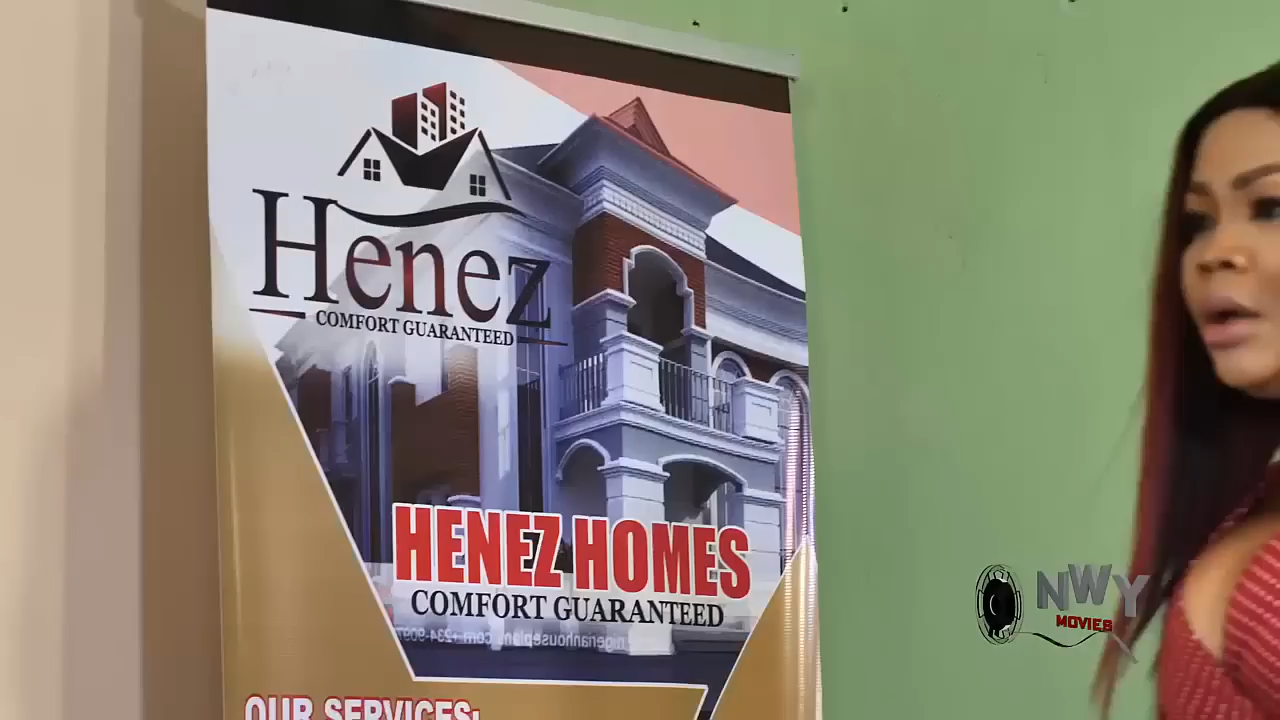 Henez
COMFORT GUARANTEED
HENEZ HOMES
COMFORT GUARANTEED
OUR SERVICES:
NWY
MOVIES